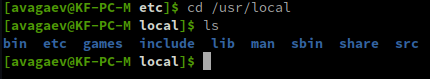 [avagaev@KF-PC-M etc]$ cd /usr/local
[avagaev@KF-PC-M local]$ ls
bin etc games include lib man sbin share src
[avagaev@KF-PC-M local]$